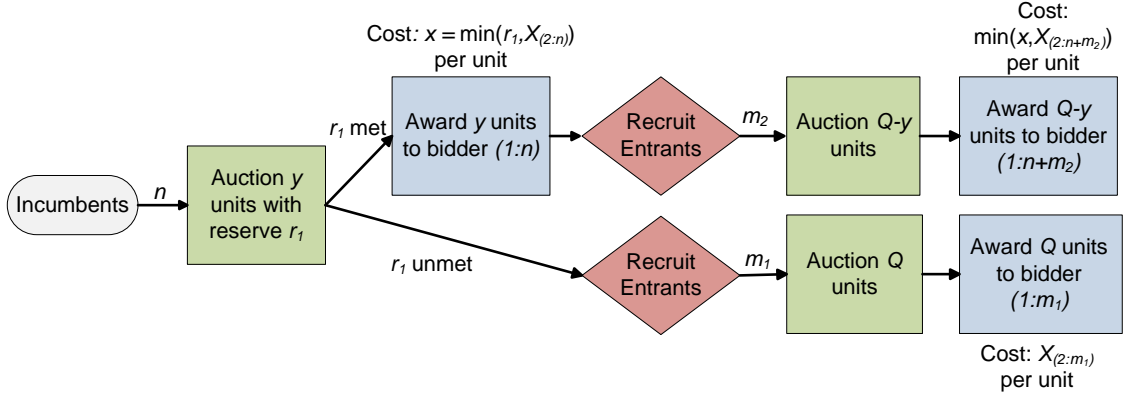 Incumbents
n
Auction y
units with
reserve r₁
r₁ met
r₁ unmet
Cost: x = min(r₁,X₍₂:ₙ₎)
per unit
Award y units
to bidder (1:n)
Recruit
Entrants
m₂
Auction Q-y
units
Cost:
min(x,X₍₂:ₙ₊ₘ₂₎)
per unit
Award Q-y
units to bidder
(1:n+m₂)
Recruit
Entrants
m₁
Auction Q
units
Award Q units
to bidder
(1:m₁)
Cost: X₍₂:ₘ₁₎
per unit